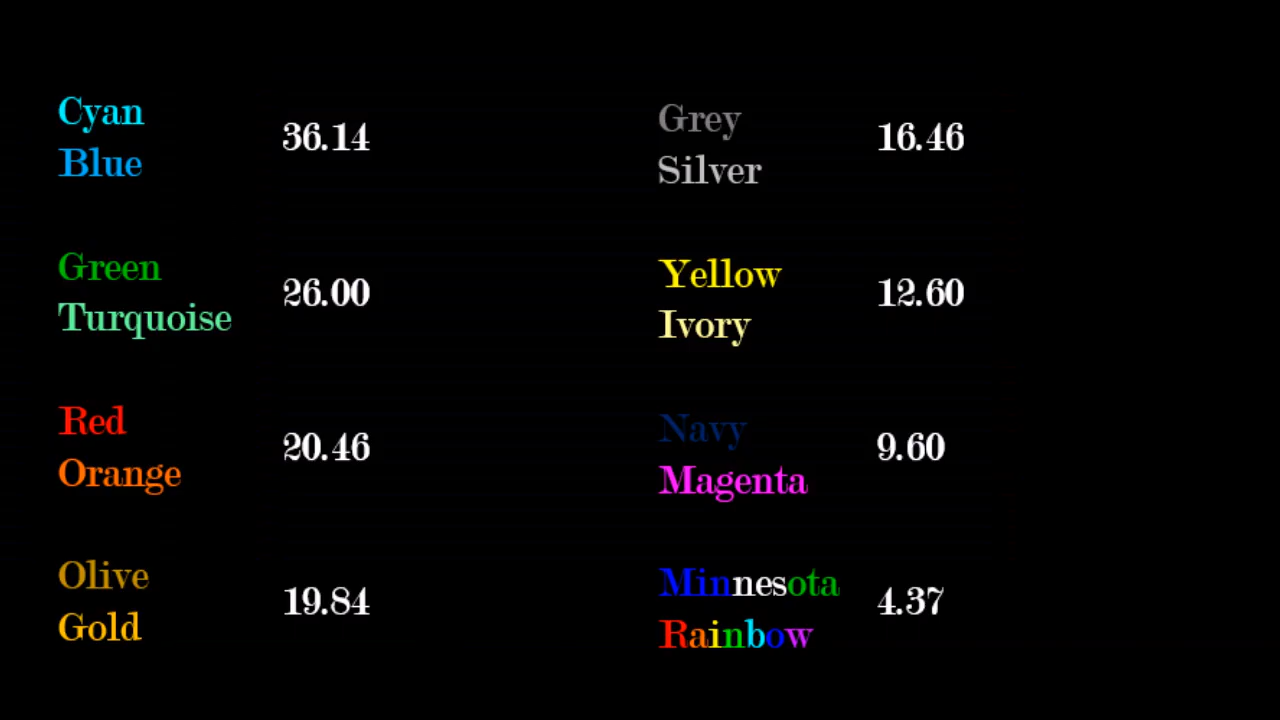 Cyan
Blue
36.14
Green
Turquoise
26.00
Red
Orange
20.46
Olive
Gold
19.84
Grey
Silver
16.46
Yellow
Ivory
12.60
Navy
Magenta
9.60
Minnesota
Rainbow
4.37